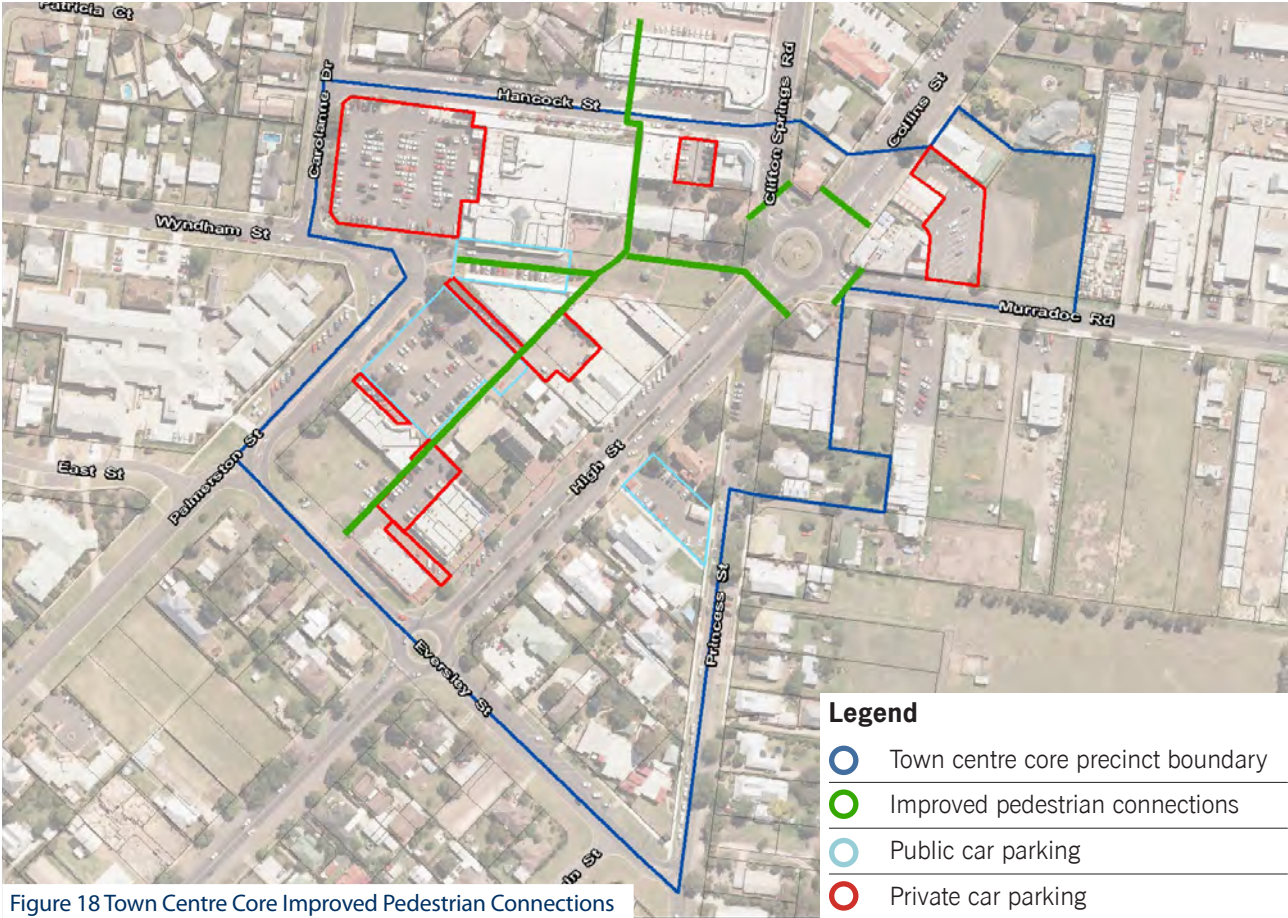 Patricia Ct
Carolanne Dr
Hancock St
Clifton Springs Rd
Collins St
Wyndham St
Murradoc Rd
East St
Palmerston St
High St
Princess St
Eversley St
in St
Legend
Town centre core precinct boundary
Improved pedestrian connections
Public car parking
Private car parking
Figure 18 Town Centre Core Improved Pedestrian Connections